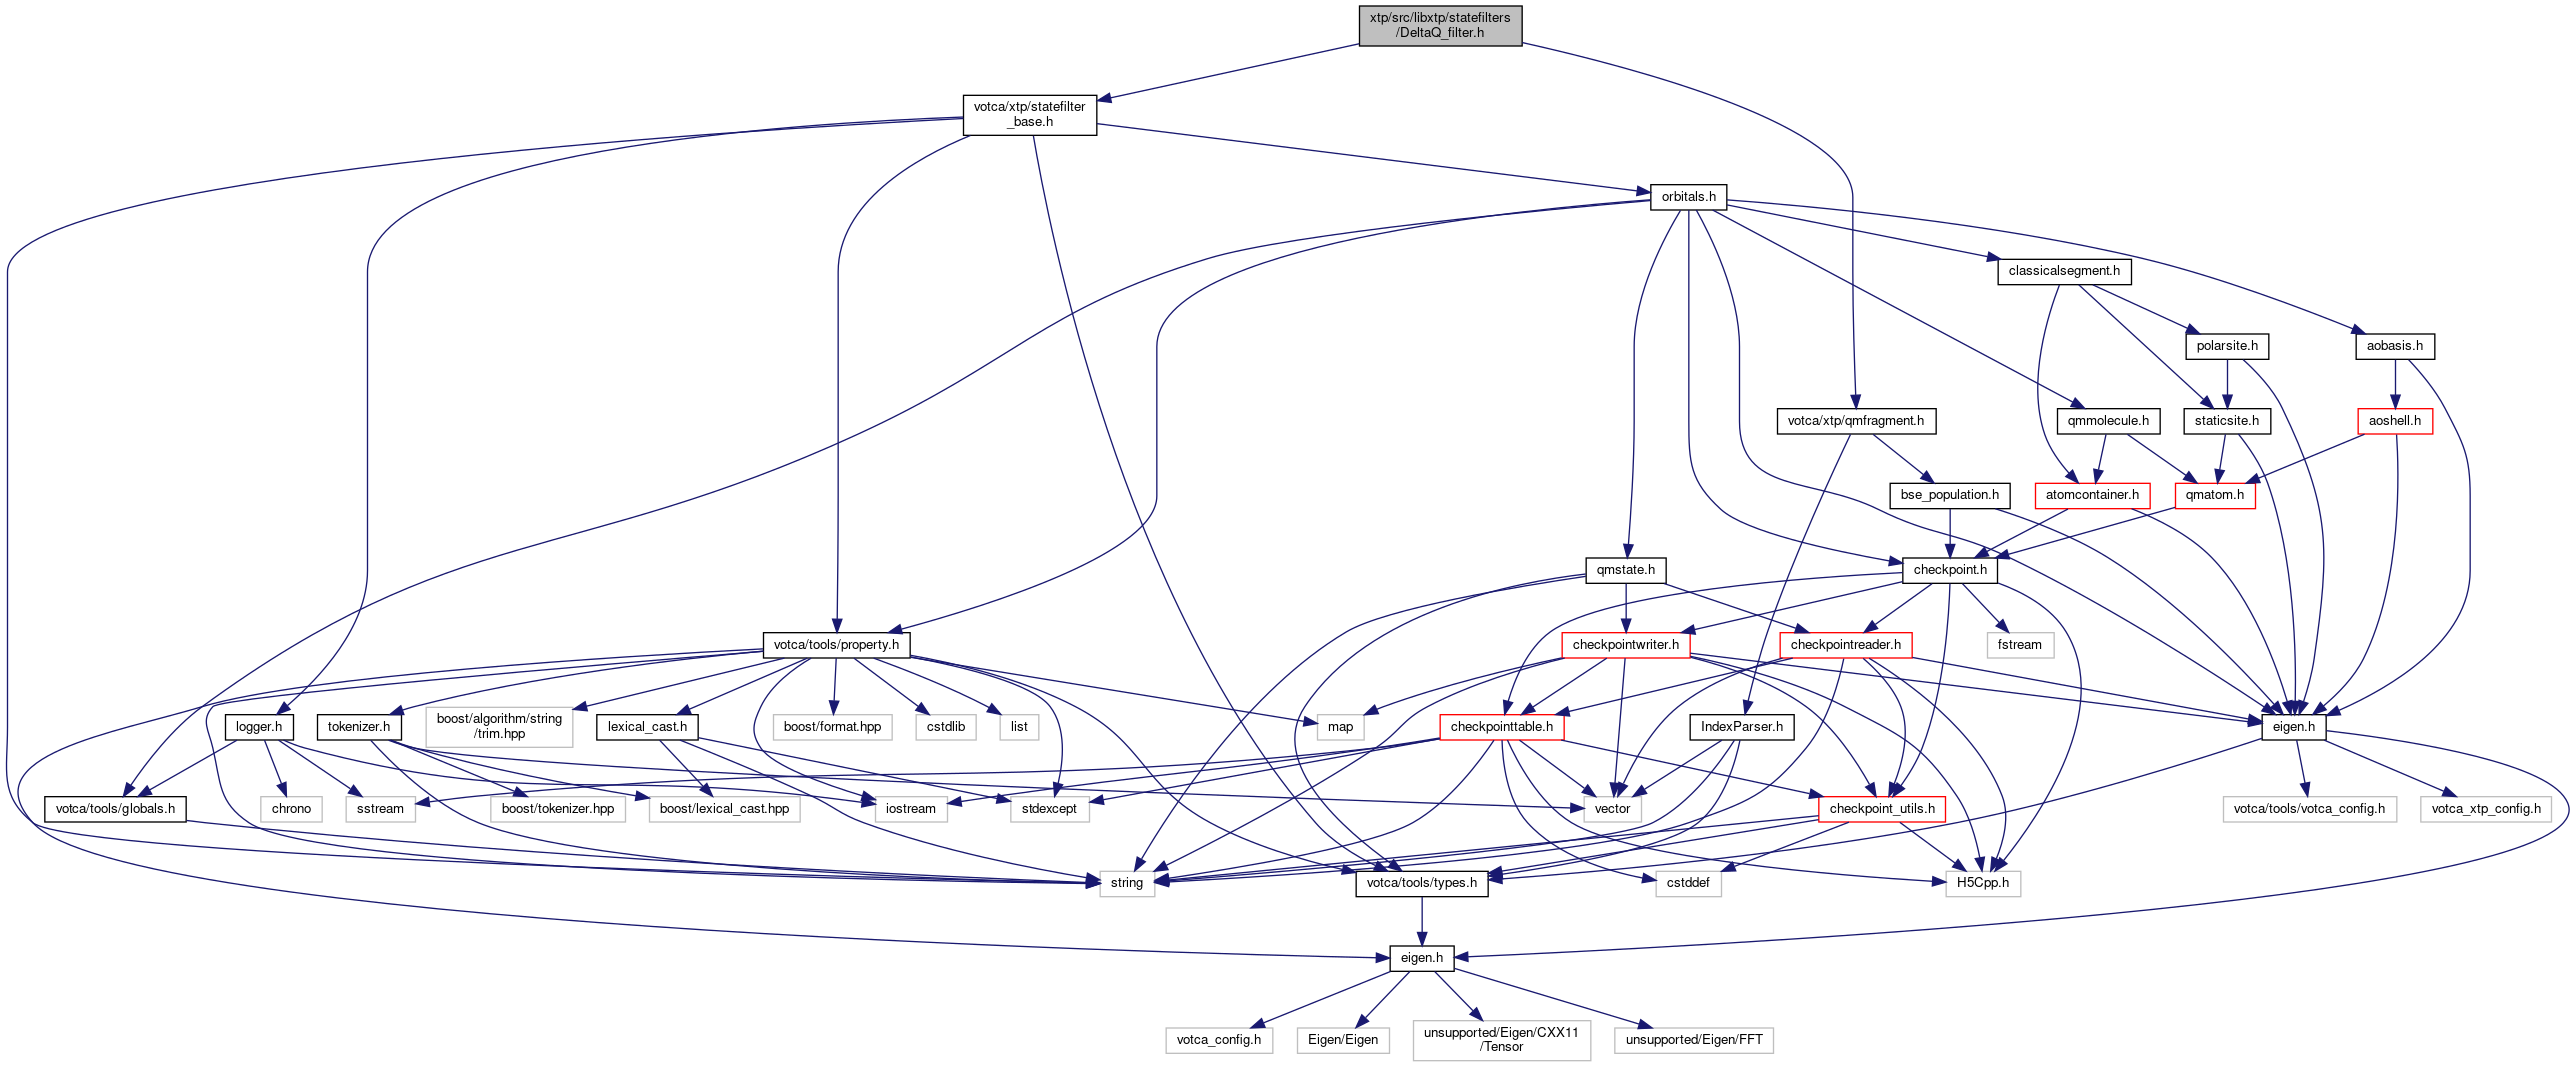 xtp/src/libxtp/statefilters
/DeltaQ_filter.h
votca/xtp/statefilter
_base.h
orbitals.h
classicalsegment.h
polarsite.h
aobasis.h
votca/xtp/qmfragment.h
qmmolecule.h
staticsite.h
aoshell.h
bse_population.h
atomcontainer.h
qmatom.h
qmstate.h
checkpoint.h
votca/tools/property.h
checkpointwriter.h
checkpointreader.h
fstream
logger.h
tokenizer.h
boost/algorithm/string
/trim.hpp
lexical_cast.h
boost/format.hpp
cstdlib
list
map
checkpointtable.h
IndexParser.h
eigen.h
votca/tools/globals.h
chrono
sstream
boost/tokenizer.hpp
boost/lexical_cast.hpp
iostream
stdexcept
vector
checkpoint_utils.h
votca/tools/votca_config.h
votca_xtp_config.h
string
votca/tools/types.h
cstddef
H5Cpp.h
eigen.h
votca_config.h
Eigen/Eigen
unsupported/Eigen/CXX11
/Tensor
unsupported/Eigen/FFT